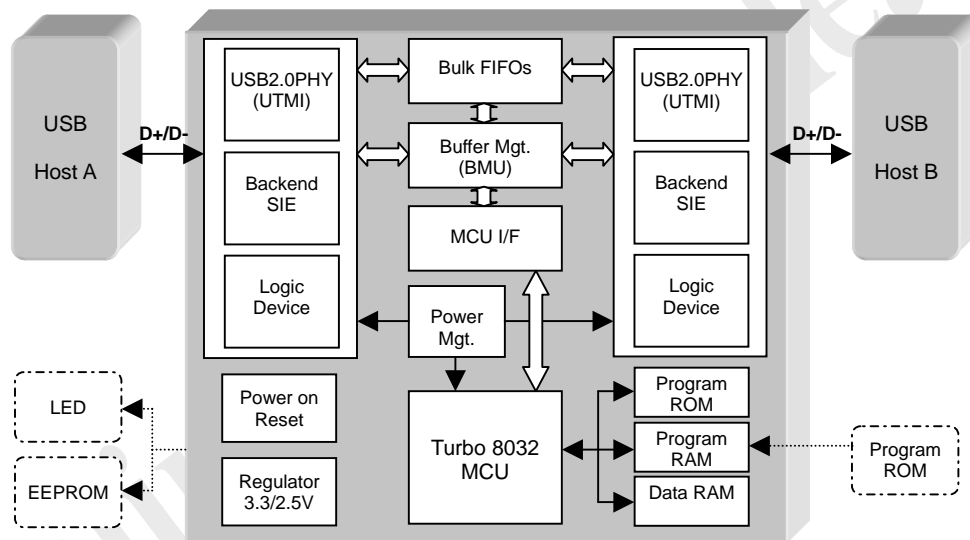 USB
Host A
D+/D-
USB2.0PHY
(UTMI)
Backend
SIE
Logic
Device
Bulk FIFOs
Buffer Mgt.
(BMU)
MCU I/F
Power
Mgt.
USB2.0PHY
(UTMI)
Backend
SIE
Logic
Device
D+/D-
USB
Host B
LED
EEPROM
Power on
Reset
Regulator
3.3/2.5V
Turbo 8032
MCU
Program
ROM
Program
RAM
Data RAM
Program
ROM